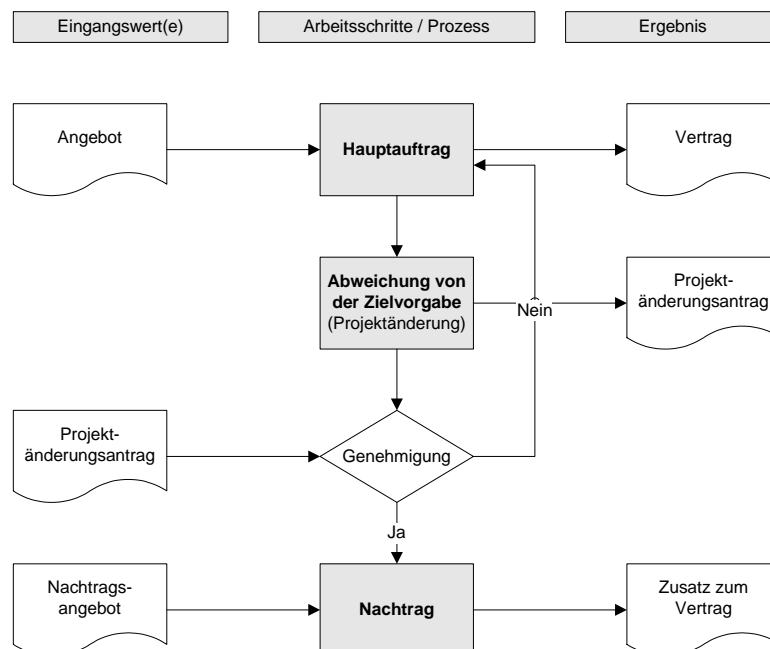 Eingangswert(e)
Arbeitsschritte / Prozess
Ergebnis
Angebot
Hauptauftrag
Vertrag
Abweichung von
der Zielvorgabe
(Projektänderung)
Nein
Projekt-
änderungsantrag
Projekt-
änderungsantrag
Genehmigung
Ja
Nachtrags-
angebot
Nachtrag
Zusatz zum
Vertrag